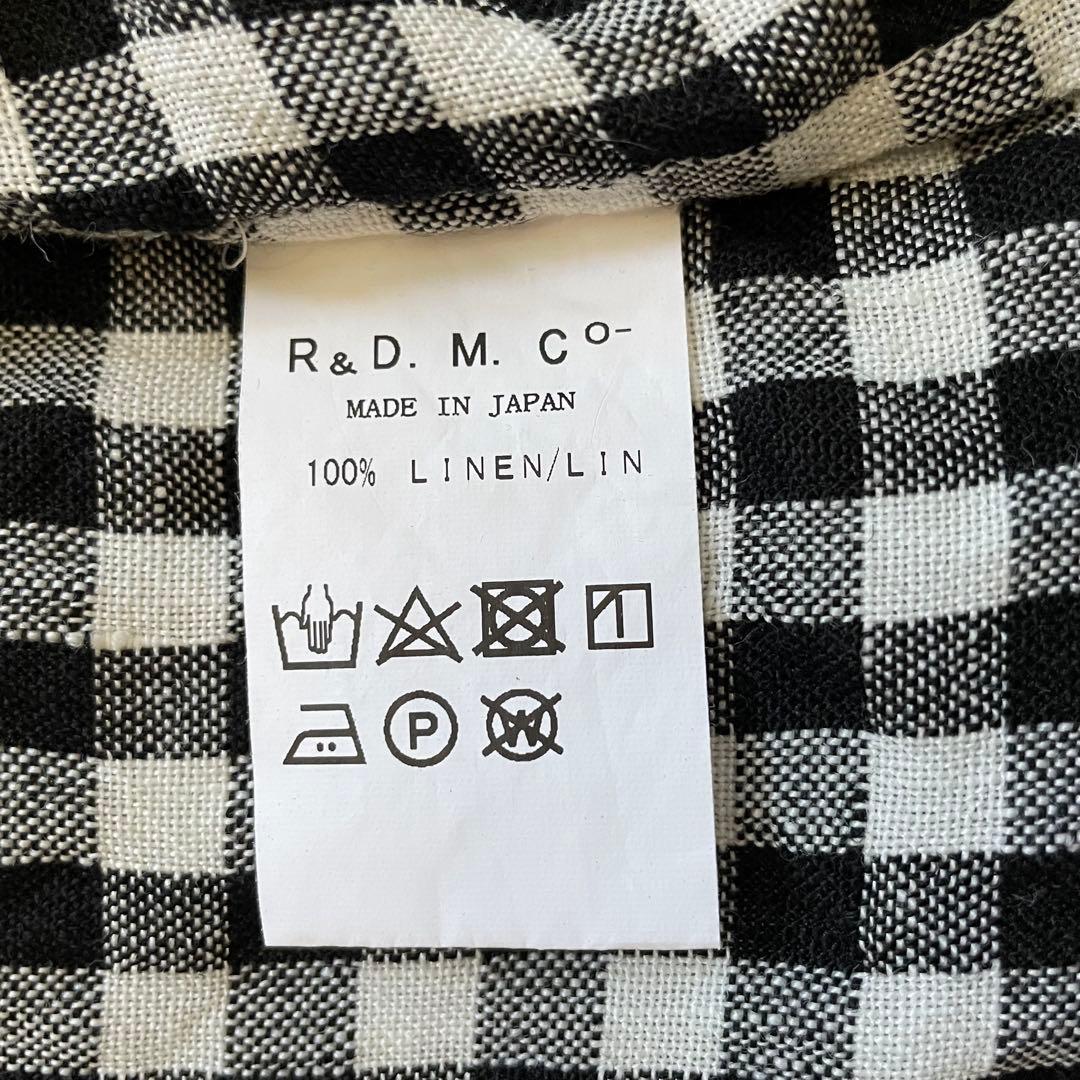 R & D. M. Co-
MADE IN JAPAN
100% LINEN/LIN
P W